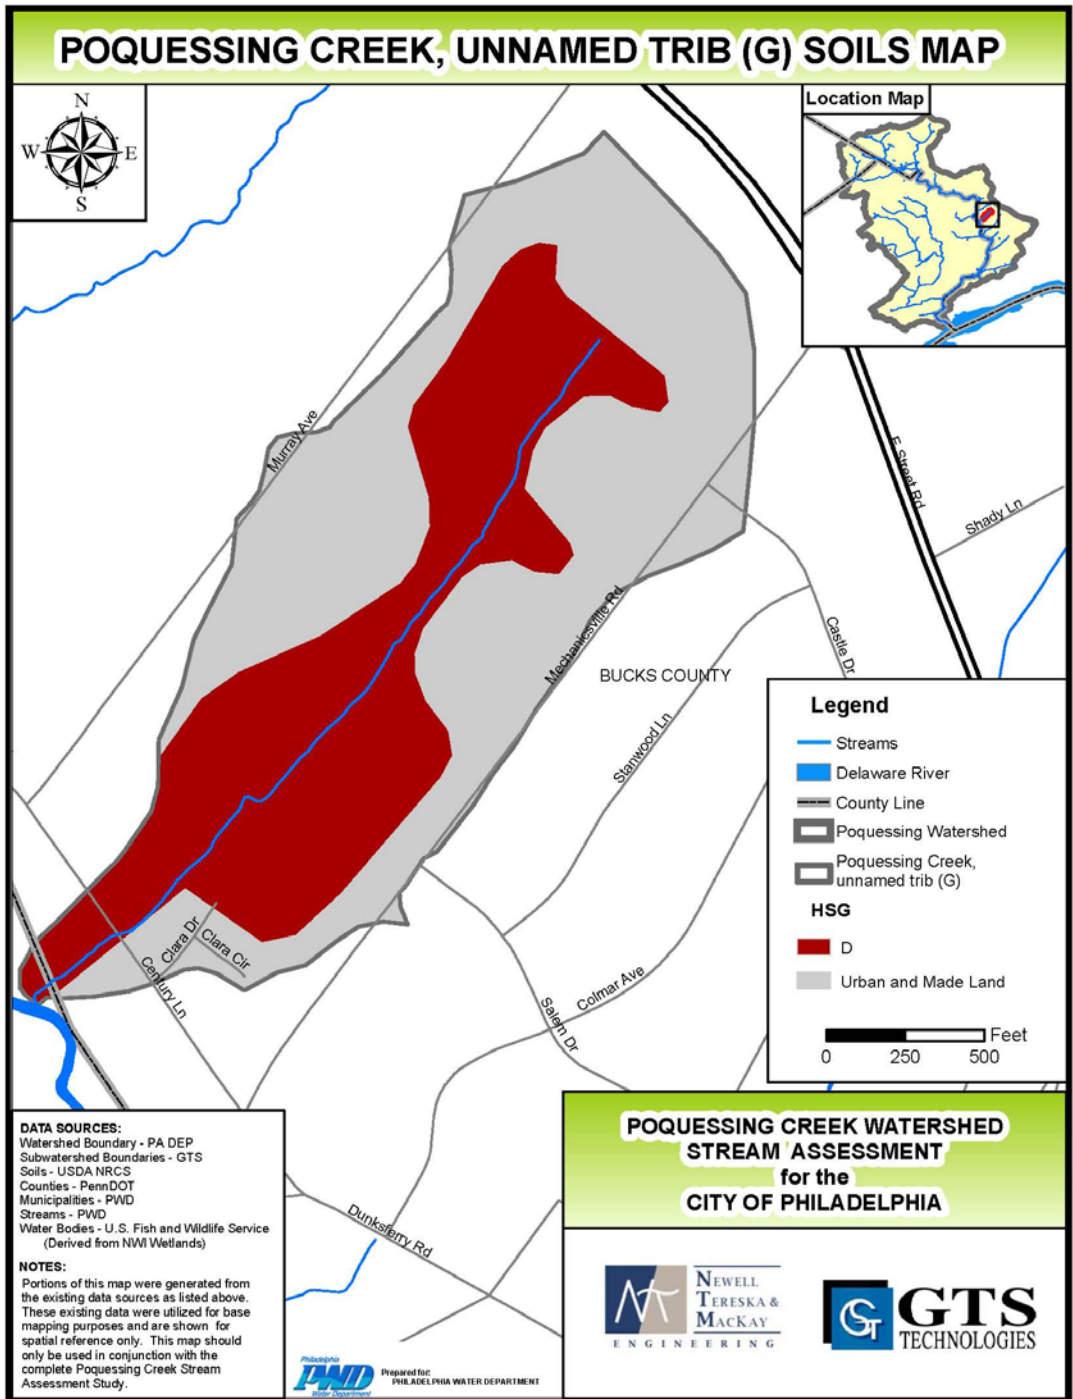 POQUESSING CREEK, UNNAMED TRIB (G) SOILS MAP
N
W
E
S
Location Map
Murray Ave
E Street Rd
Shady Ln
Mechanicsville Rd
Castle Dr
BUCKS COUNTY
Stanwood Ln
Legend
Streams
Delaware River
County Line
Poquessing Watershed
Poquessing Creek,
unnamed trib (G)
HSG
D
Urban and Made Land
Feet
0 250 500
Clara Dr
Clara Cir
Century Ln
Colmar Ave
Salem Dr
Dunksferry Rd
DATA SOURCES:
Watershed Boundary - PA DEP
Subwatershed Boundaries - GTS
Soils - USDA NRCS
Counties - PennDOT
Municipalities - PWD
Streams - PWD
Water Bodies - U.S. Fish and Wildlife Service
(Derived from NWI Wetlands)
NOTES:
Portions of this map were generated from
the existing data sources as listed above.
These existing data were utilized for base
mapping purposes and are shown for
spatial reference only. This map should
only be used in conjunction with the
complete Poquessing Creek Stream
Assessment Study.
Philadelphia
PWD
Water Department
Prepared for:
PHILADELPHIA WATER DEPARTMENT
POQUESSING CREEK WATERSHED
STREAM ASSESSMENT
for the
CITY OF PHILADELPHIA
NEWELL
TERESKA &
MACKAY
ENGINEERING
GTS
GTS
TECHNOLOGIES